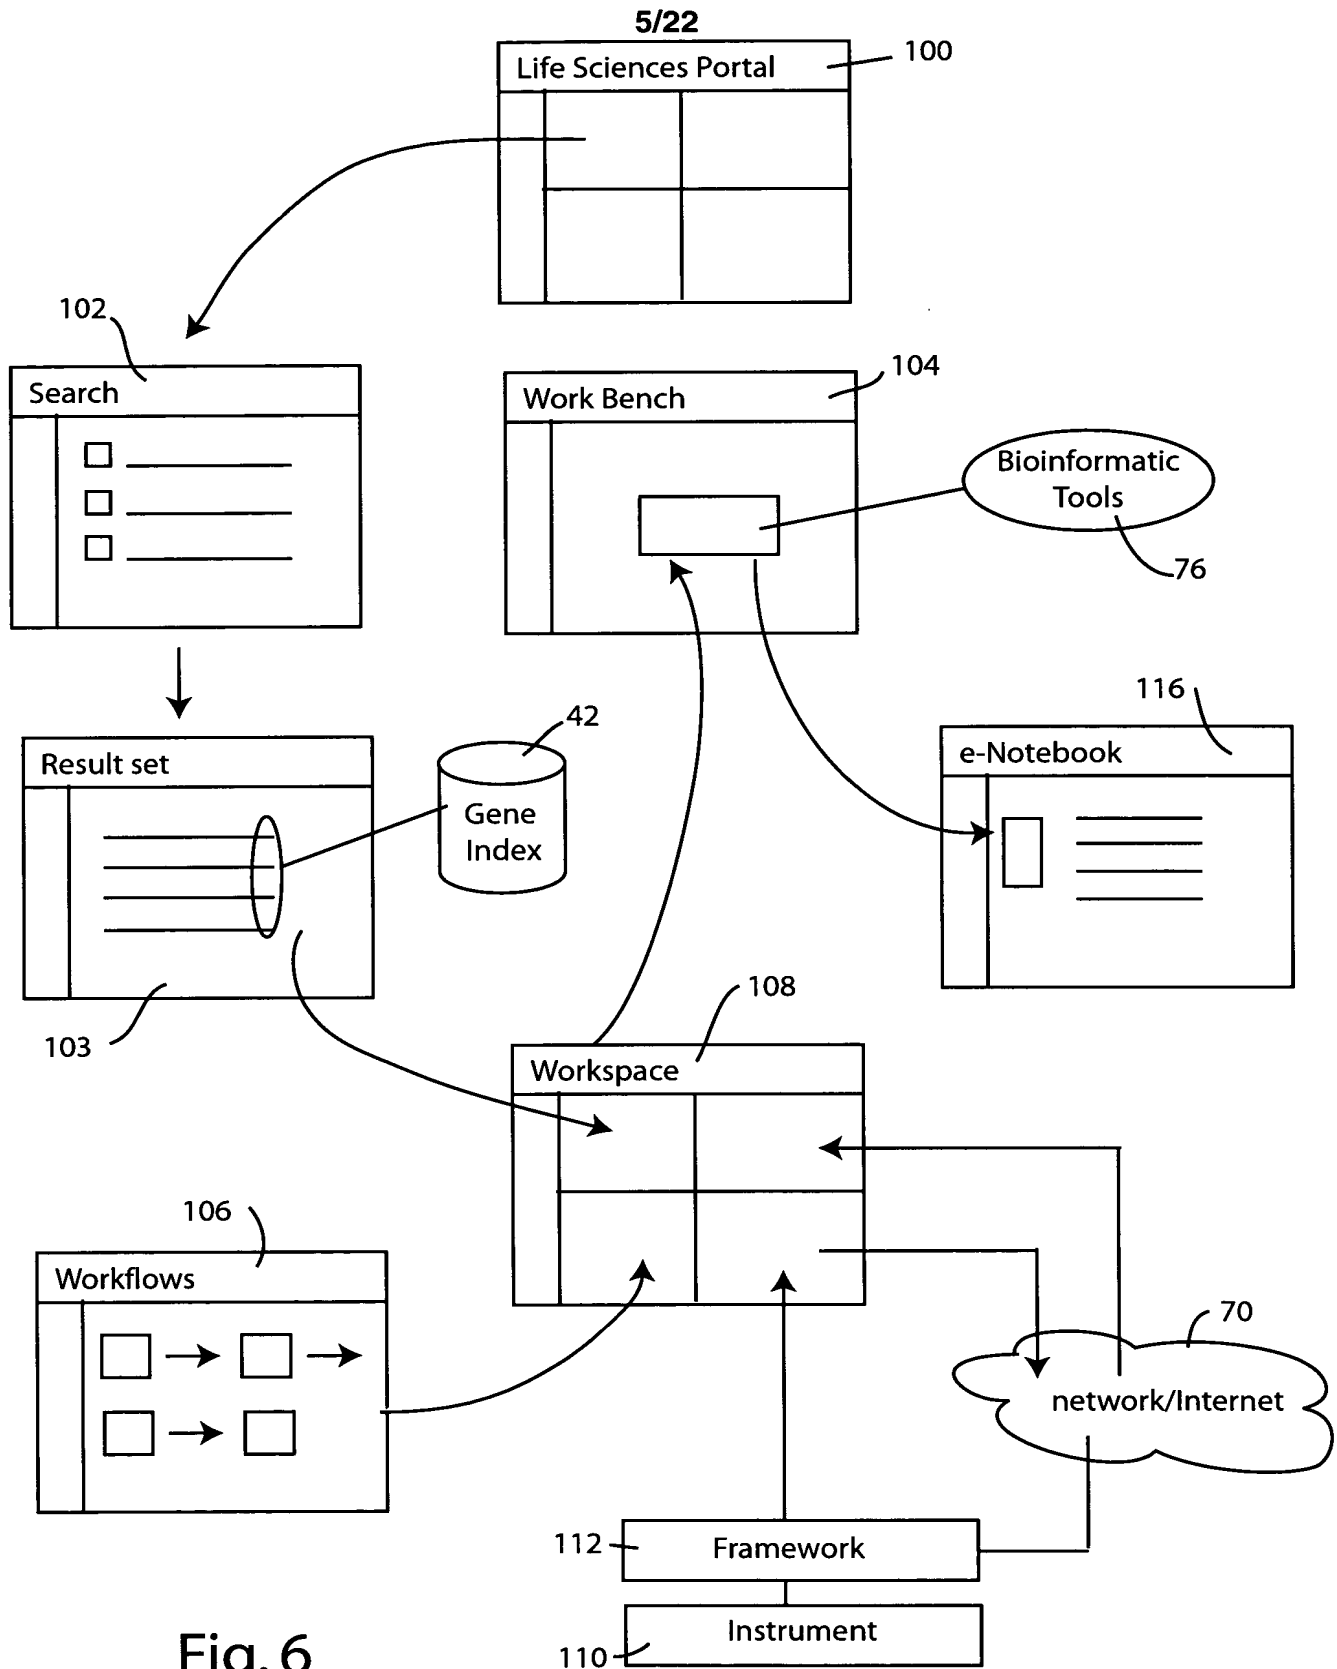 5/22
Life Sciences Portal
100
102
Search
Work Bench
104
Bioinformatic
Tools
76
116
e-Notebook
42
Result set
Gene
Index
103
108
Workspace
106
Workflows
70
network/Internet
112
Framework
Instrument
110
Fig. 6